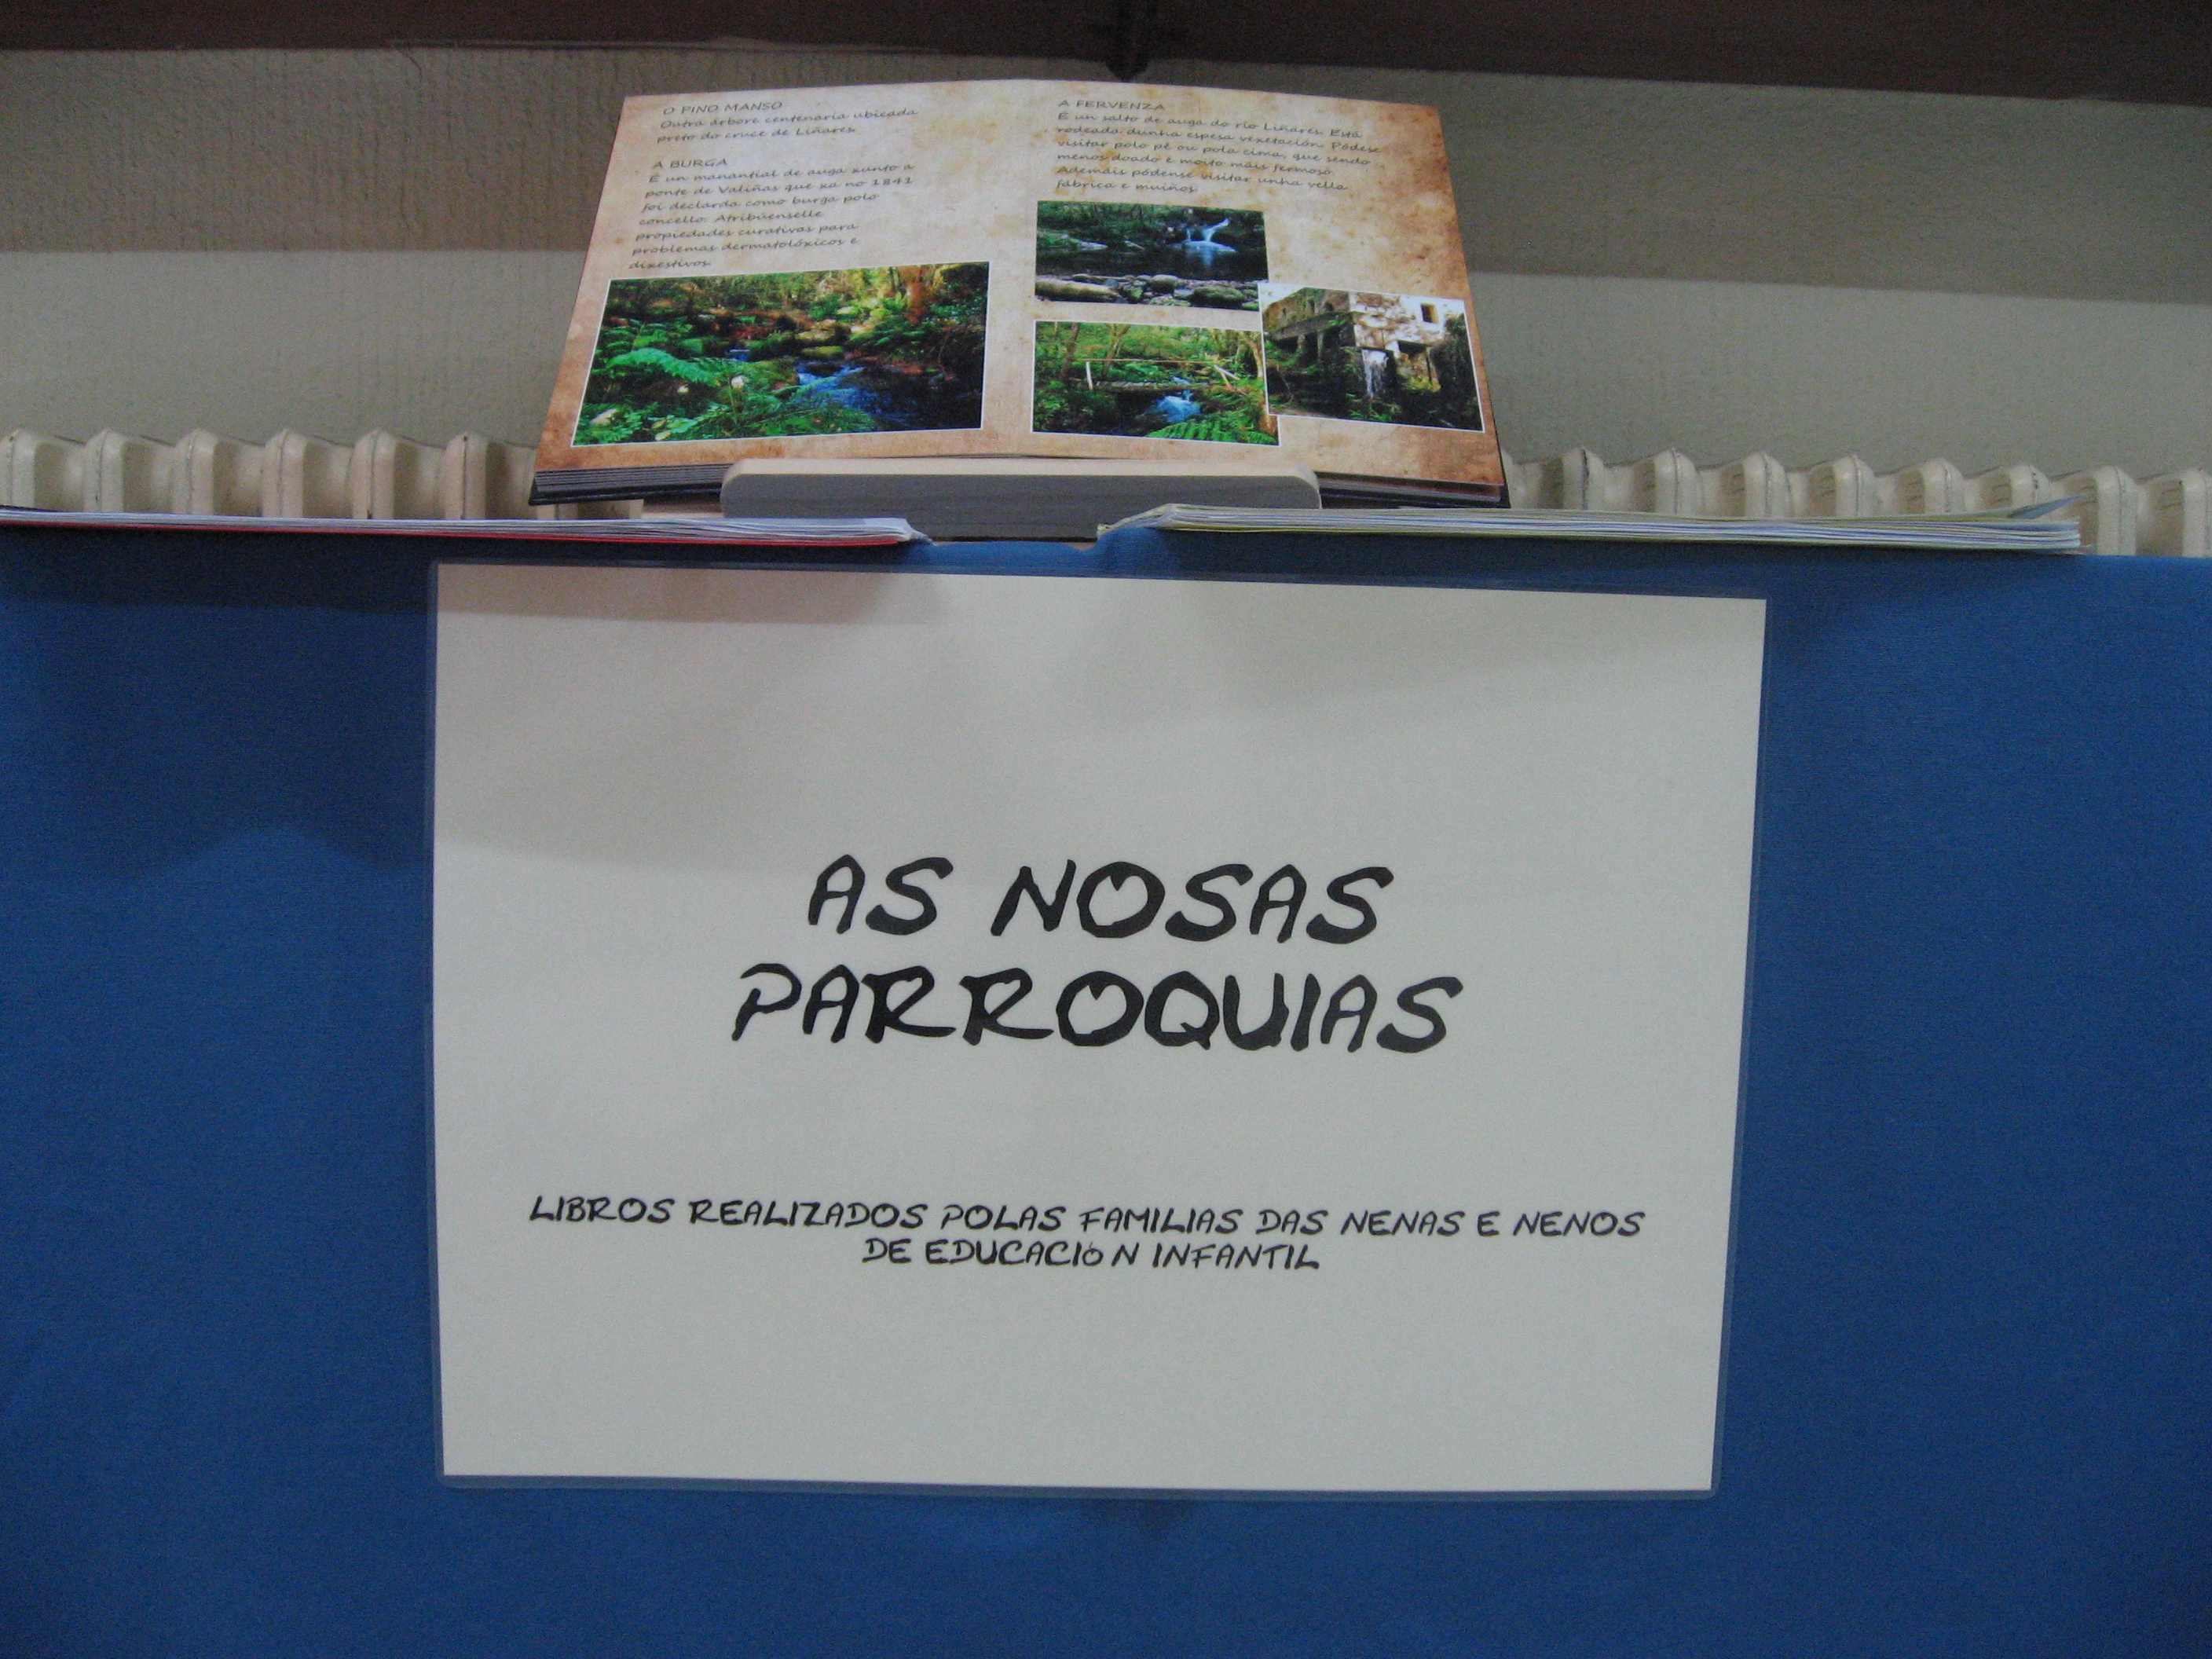 O PINO MANSO
Outra árbore centenaria ubicada
preto do cruce de Liñares.
A BURGA
É un manantial de auga xunto a
ponte de Valiñas que xa no 1841
foi declarda como burga polo
concello. Atribúenselle
propiedades curativas para
problemas dermatolóxicos e
dixestivos.
A FERVENZA
É un salto de auga do río Liñares. Está
rodeada dunha espesa vexetación. Pódese
visitar polo pé ou pola cima, que sendo
menos doado é moito máis fermoso.
Ademáis pódense visitar unha vella
fábrica e muíños.
AS NOSAS
PARROQUIAS
LIBROS REALIZADOS POLAS FAMILIAS DAS NENAS E NENOS
DE EDUCACIÓN INFANTIL